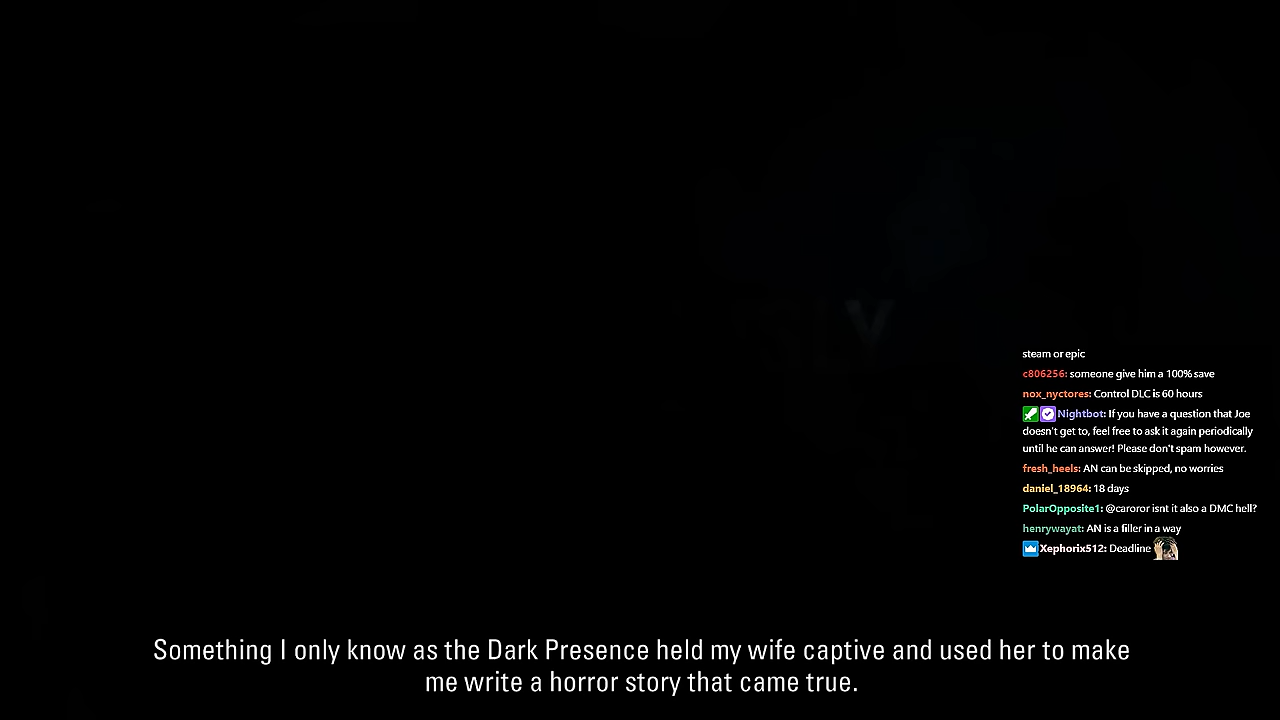 steam or epic
c806256: someone give him a 100% save
nox_nyctores: Control DLC is 60 hours
Nightbot: If you have a question that Joe
doesn't get to, feel free to ask it again periodically
until he can answer! Please don't spam however.
fresh_heels: AN can be skipped, no worries
daniel_18964: 18 days
PolarOpposite1: @caroror isnt it also a DMC hell?
henrywayat: AN is a filler in a way
Xephorix512: Deadline
Something I only know as the Dark Presence held my wife captive and used her to make
me write a horror story that came true.